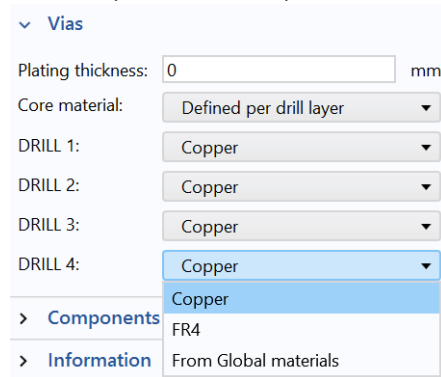 Vias
Plating thickness: 0 mm
Core material: Defined per drill layer
DRILL 1: Copper
DRILL 2: Copper
DRILL 3: Copper
DRILL 4: Copper
Copper
Components
FR4
Information From Global materials